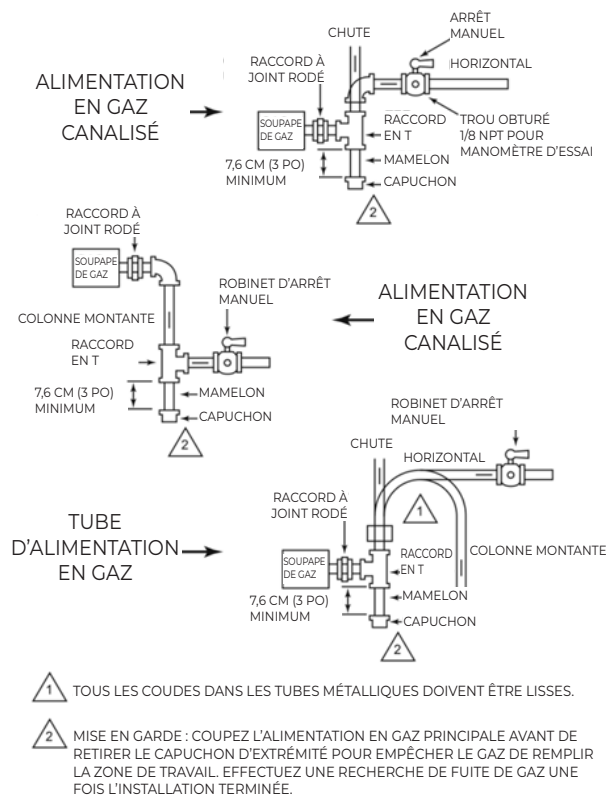 CHUTE
ARRÊT
MANUEL
RACCORD À
JOINT RODÉ
HORIZONTAL
ALIMENTATION
EN GAZ
CANALISÉ
SOUPAPE
DE GAZ
RACCORD
EN T
TROU OBTURÉ
1/8 NPT POUR
MANOMÈTRE D'ESSAI
7,6 CM (3 PO)
MINIMUM
MAMELON
CAPUCHON
2
RACCORD À
JOINT RODÉ
SOUPAPE
DE GAZ
ROBINET D'ARRÊT
MANUEL
ALIMENTATION
EN GAZ
CANALISÉ
COLONNE MONTANTE
RACCORD
EN T
7,6 CM (3 PO)
MINIMUM
MAMELON
CAPUCHON
2
ROBINET D'ARRÊT
MANUEL
CHUTE
HORIZONTAL
RACCORD À
JOINT RODÉ
1
TUBE
D'ALIMENTATION
EN GAZ
SOUPAPE
DE GAZ
RACCORD
EN T
COLONNE MONTANTE
7,6 CM (3 PO)
MINIMUM
MAMELON
CAPUCHON
2
1 TOUS LES COUDES DANS LES TUBES MÉTALLIQUES DOIVENT ÊTRE LISSES.
2 MISE EN GARDE : COUPEZ L'ALIMENTATION EN GAZ PRINCIPALE AVANT DE
RETIRER LE CAPUCHON D'EXTRÉMITÉ POUR EMPÊCHER LE GAZ DE REMPLIR
LA ZONE DE TRAVAIL. EFFECTUEZ UNE RECHERCHE DE FUITE DE GAZ UNE
FOIS L'INSTALLATION TERMINÉE.